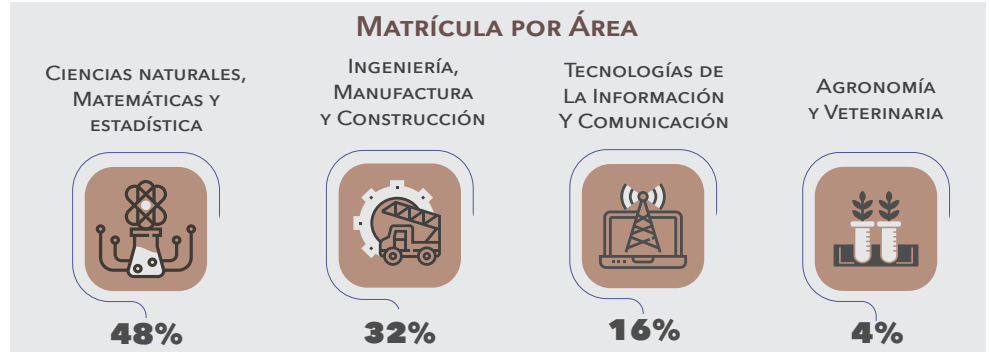 Matrícula por Área
Ciencias naturales,
Matemáticas y
estadística
48%
Ingeniería,
Manufactura
y Construcción
32%
Tecnologías de
La Información
Y Comunicación
16%
Agronomía
y Veterinaria
4%